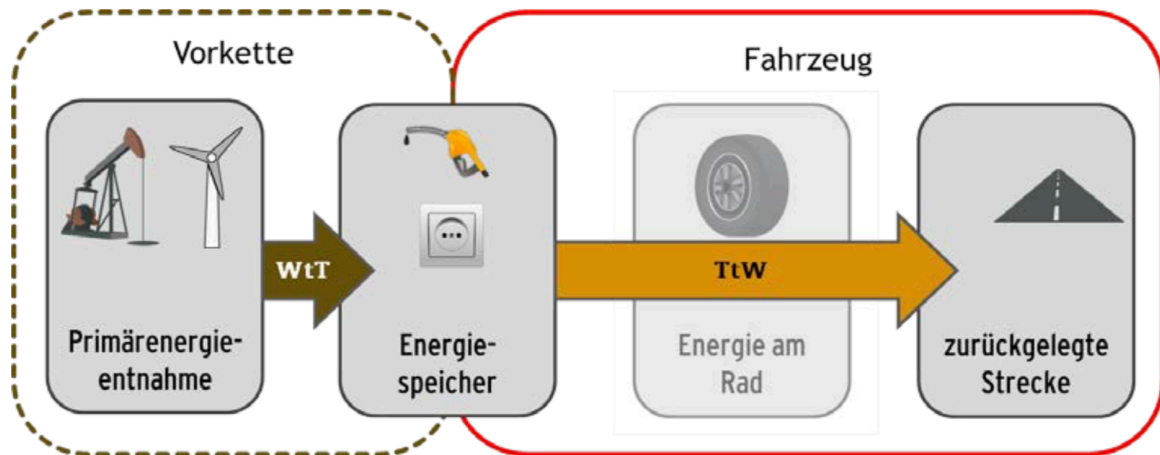 Vorkette
Fahrzeug
WtT
TtW
Primärenergie-
entnahme
Energie-
speicher
Energie am
Rad
zurückgelegte
Strecke